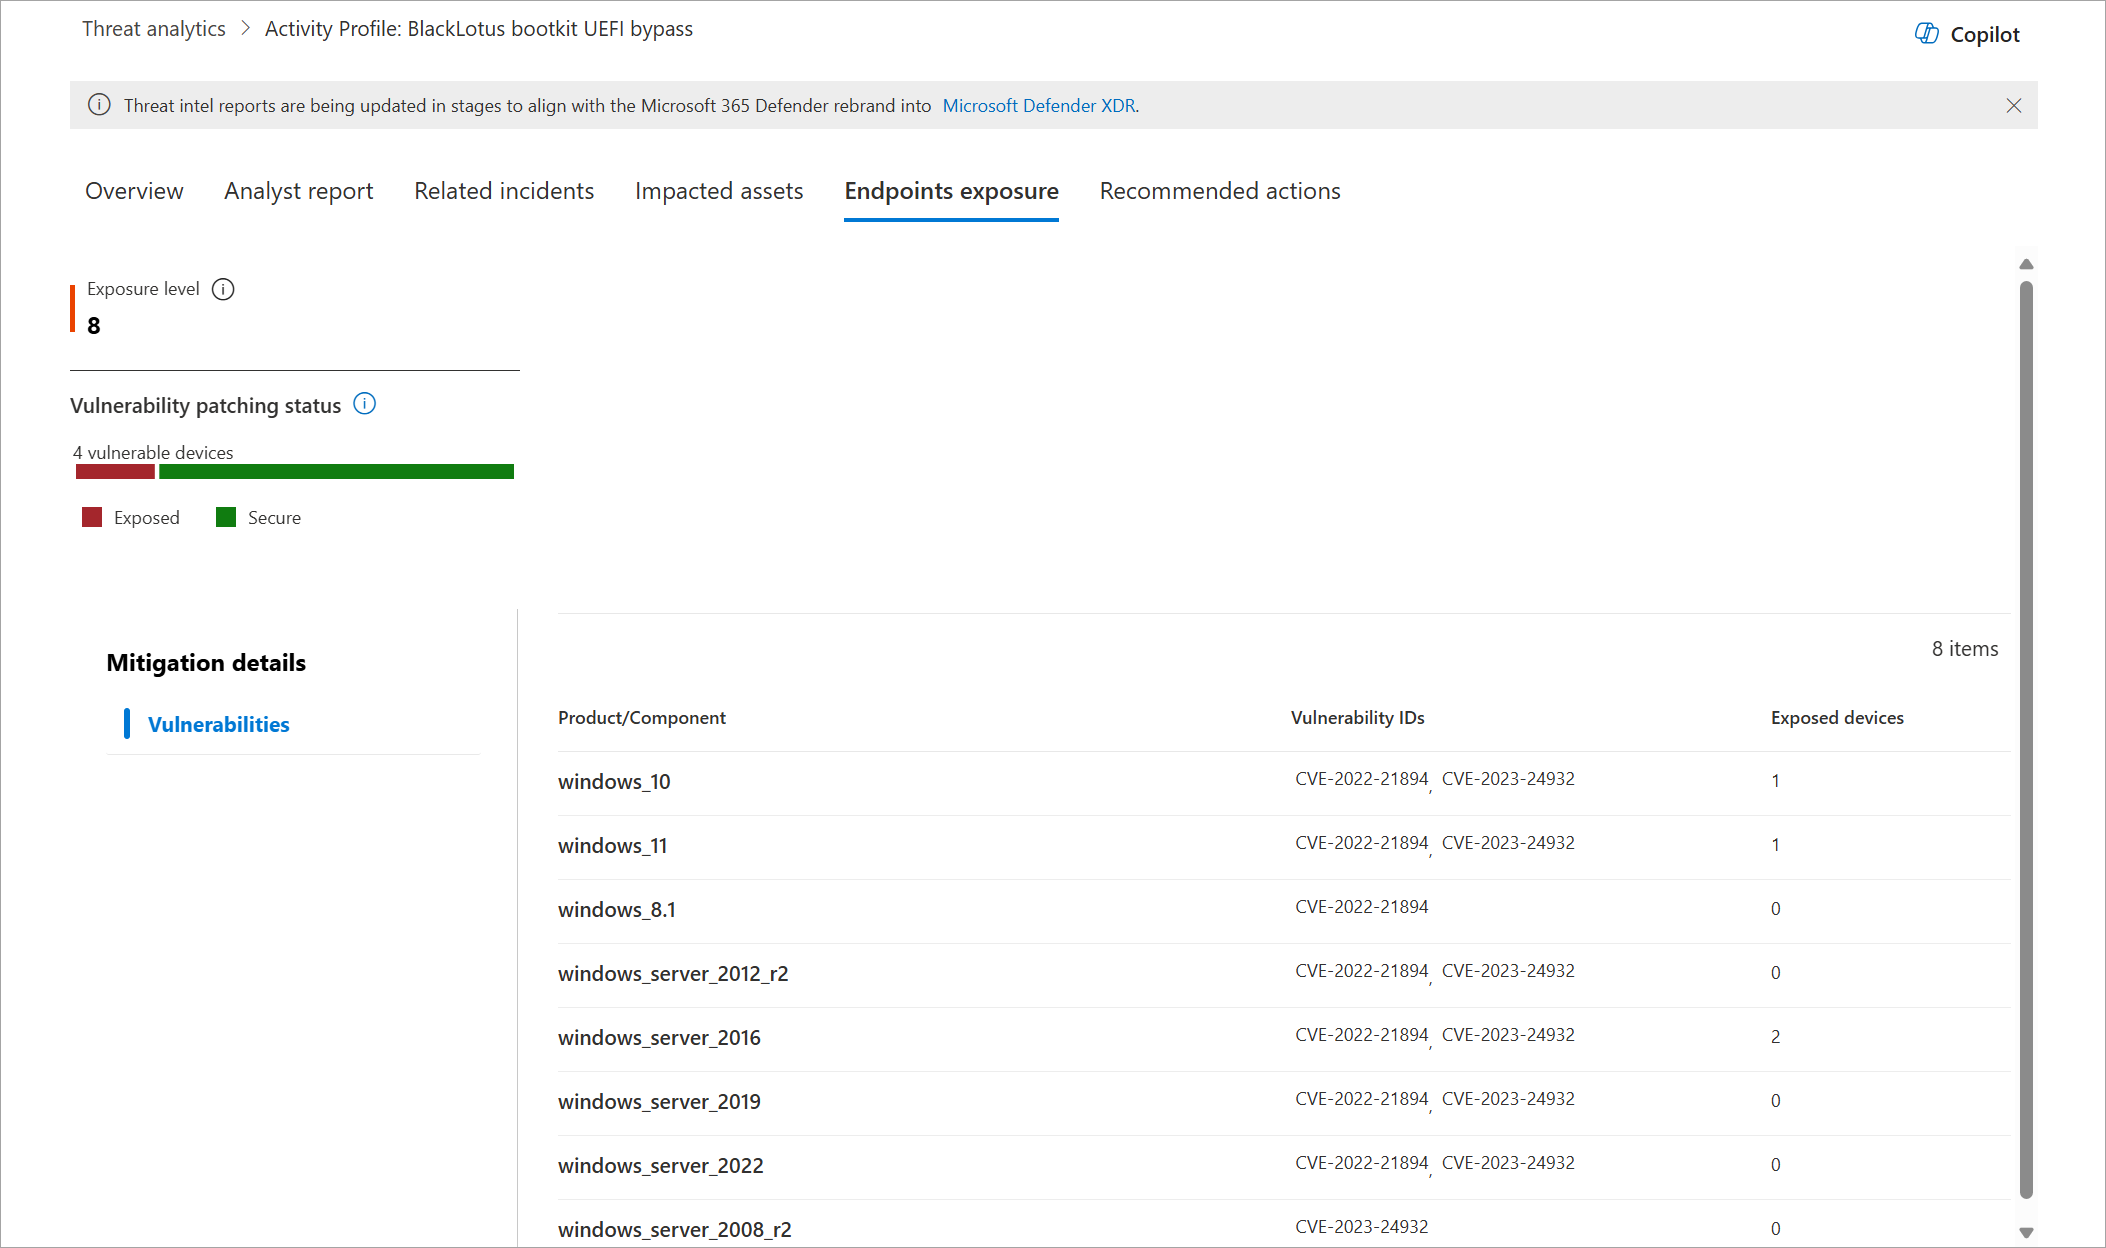 Threat analytics > Activity Profile: BlackLotus bootkit UEFI bypass
Copilot
Threat intel reports are being updated in stages to align with the Microsoft 365 Defender rebrand into Microsoft Defender XDR.
Overview Analyst report Related incidents Impacted assets Endpoints exposure Recommended actions
Exposure level
8
Vulnerability patching status
4 vulnerable devices
Exposed Secure
Mitigation details
Vulnerabilities
8 items
Product/Component Vulnerability IDs Exposed devices
windows_10 CVE-2022-21894, CVE-2023-24932 1
windows_11 CVE-2022-21894, CVE-2023-24932 1
windows_8.1 CVE-2022-21894 0
windows_server_2012_r2 CVE-2022-21894, CVE-2023-24932 0
windows_server_2016 CVE-2022-21894, CVE-2023-24932 2
windows_server_2019 CVE-2022-21894, CVE-2023-24932 0
windows_server_2022 CVE-2022-21894, CVE-2023-24932 0
windows_server_2008_r2 CVE-2023-24932 0